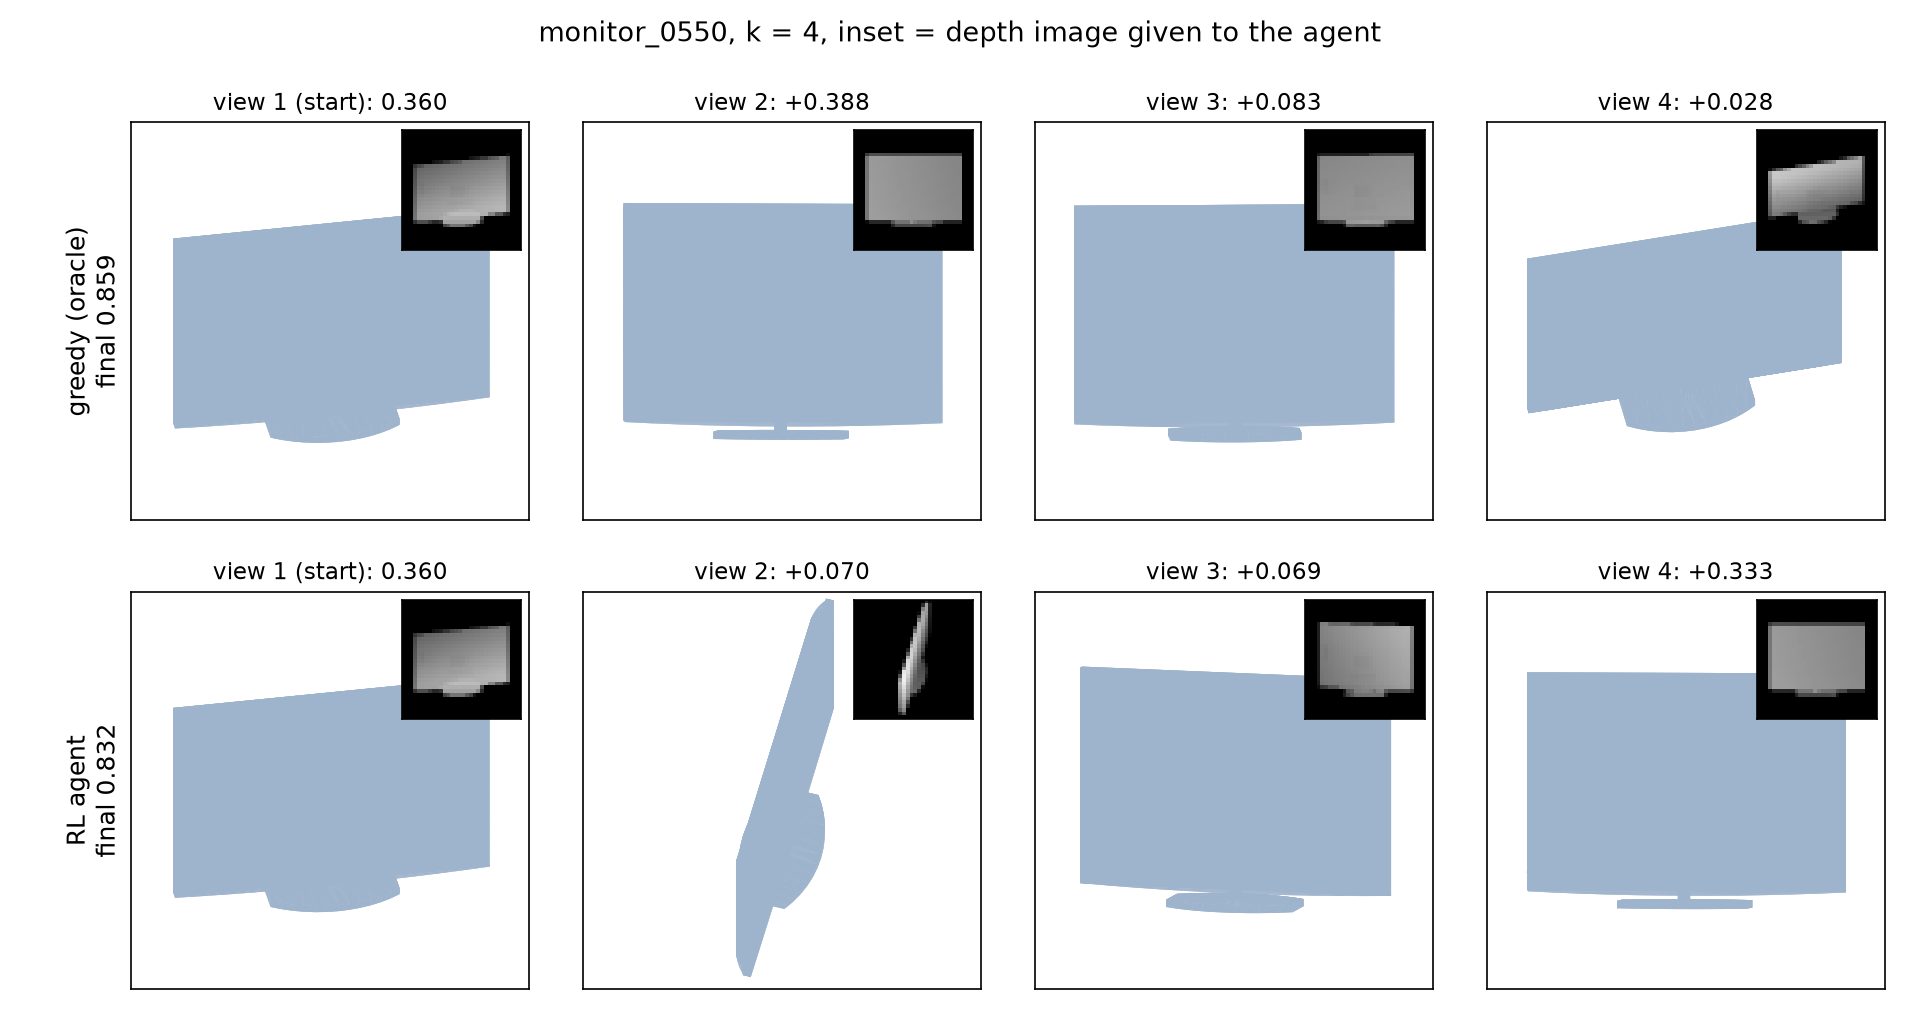 monitor_0550, k = 4, inset = depth image given to the agent
view 1 (start): 0.360
view 2: +0.388
view 3: +0.083
view 4: +0.028
greedy (oracle)
final 0.859
view 1 (start): 0.360
view 2: +0.070
view 3: +0.069
view 4: +0.333
RL agent
final 0.832